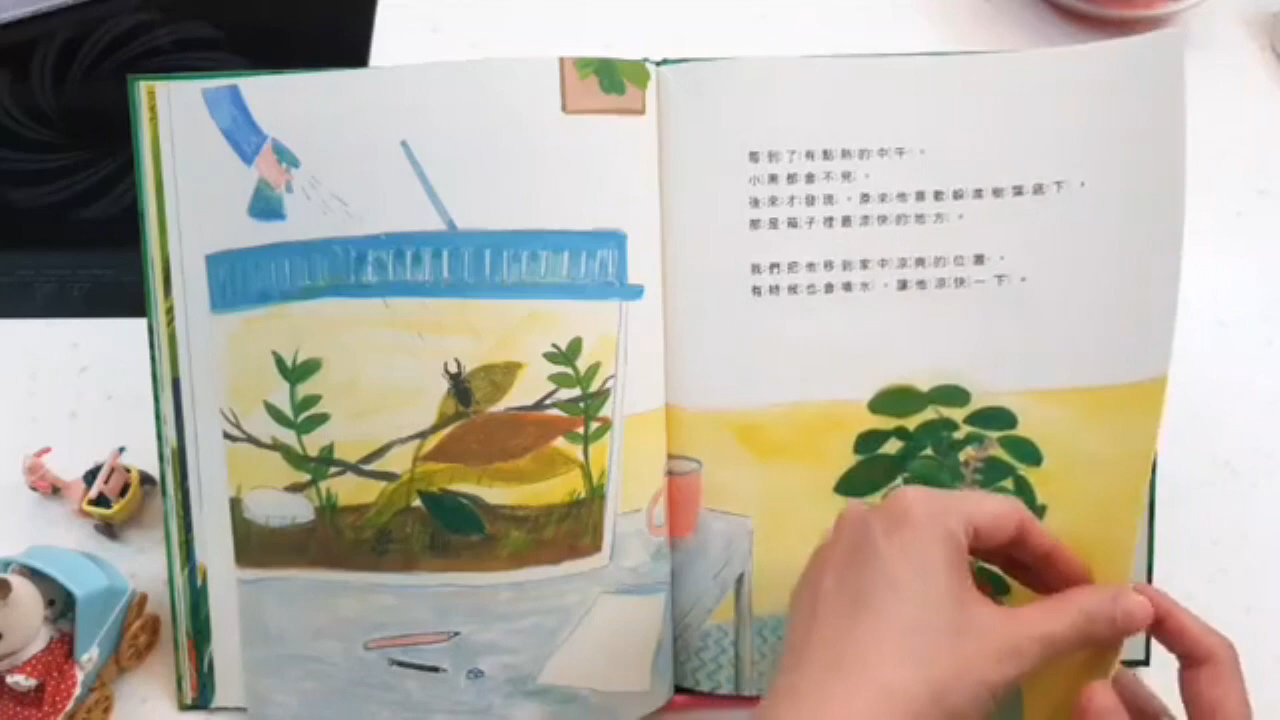 每到了有點熱的中午，
小黑都會不見。
後來才發現，原來他喜歡躲進樹葉底下，
那是箱子裡最涼快的地方。
我們把他移到家中涼爽的位置，
有時候也會噴水，讓他涼快一下。